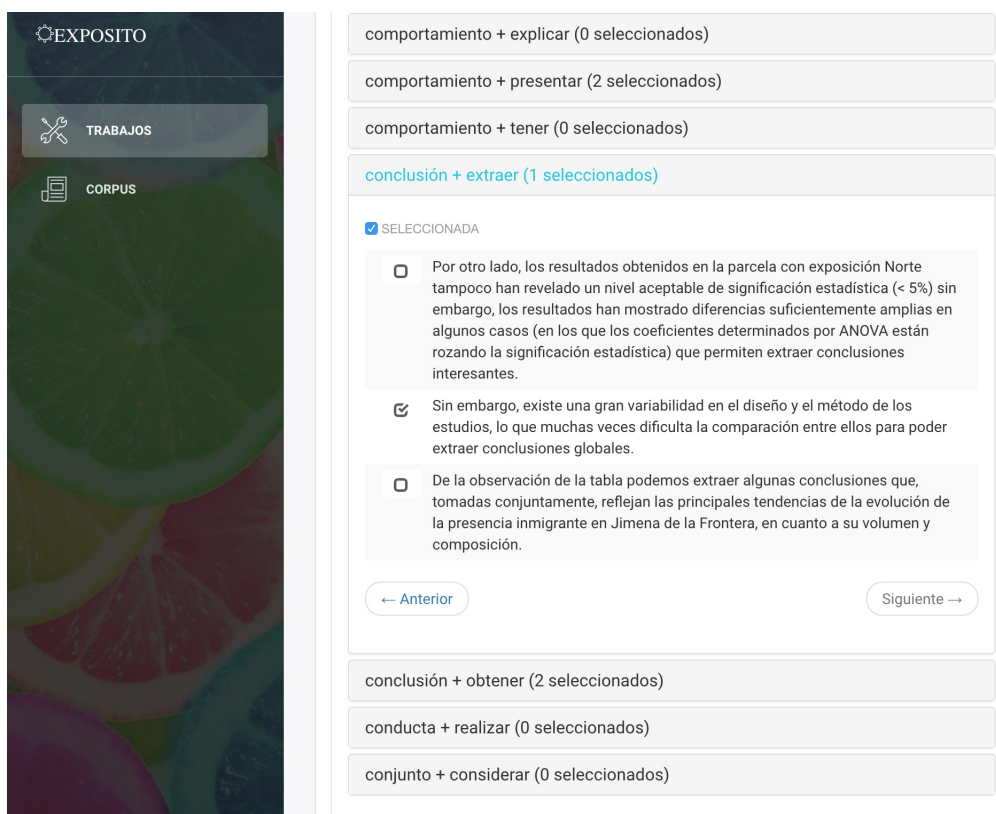 EXPOSITO
TRABAJOS
CORPUS
comportamiento + explicar (0 seleccionados)
comportamiento + presentar (2 seleccionados)
comportamiento + tener (0 seleccionados)
conclusión + extraer (1 seleccionados)
SELECCIONADA
Por otro lado, los resultados obtenidos en la parcela con exposición Norte
tampoco han revelado un nivel aceptable de significación estadística (< 5%) sin
embargo, los resultados han mostrado diferencias suficientemente amplias en
algunos casos (en los que los coeficientes determinados por ANOVA están
rozando la significación estadística) que permiten extraer conclusiones
interesantes.
Sin embargo, existe una gran variabilidad en el diseño y el método de los
estudios, lo que muchas veces dificulta la comparación entre ellos para poder
extraer conclusiones globales.
De la observación de la tabla podemos extraer algunas conclusiones que,
tomadas conjuntamente, reflejan las principales tendencias de la evolución de
la presencia inmigrante en Jimena de la Frontera, en cuanto a su volumen y
composición.
← Anterior
Siguiente →
conclusión + obtener (2 seleccionados)
conducta + realizar (0 seleccionados)
conjunto + considerar (0 seleccionados)